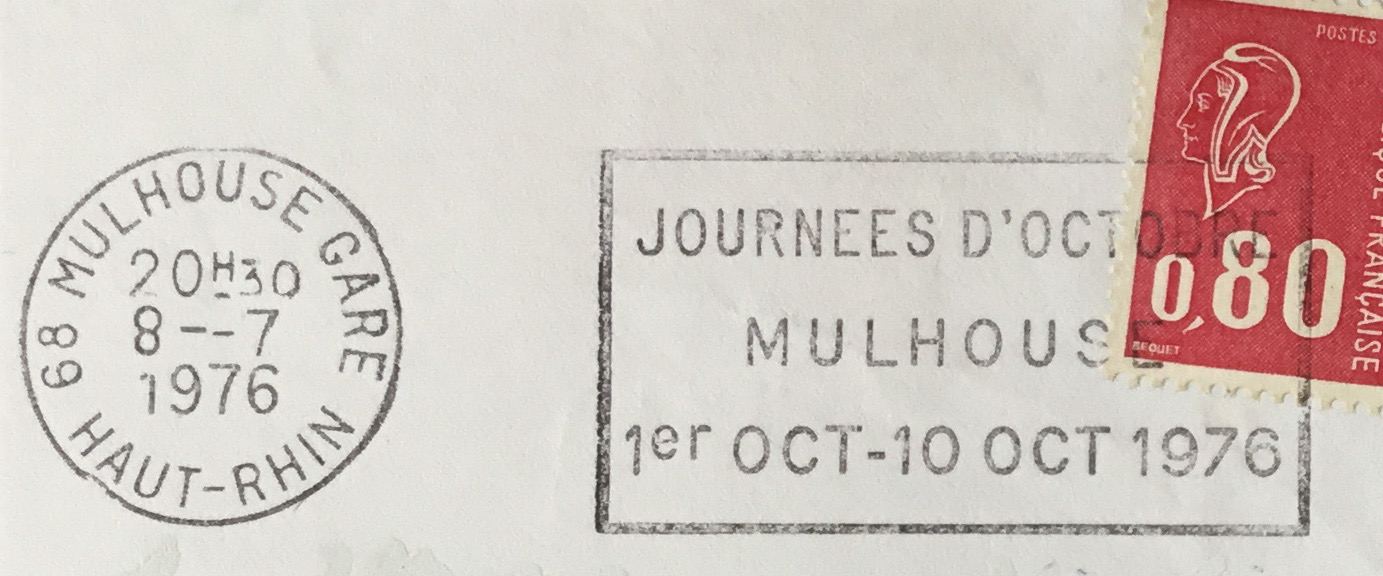 68 MULHOUSE GARE
20H30
8--7
1976
HAUT-RHIN
JOURNEES D'OCTOBRE
MULHOUSE
1er OCT-10 OCT 1976
POSTES
FRANÇAISE
0,80
BEQUET